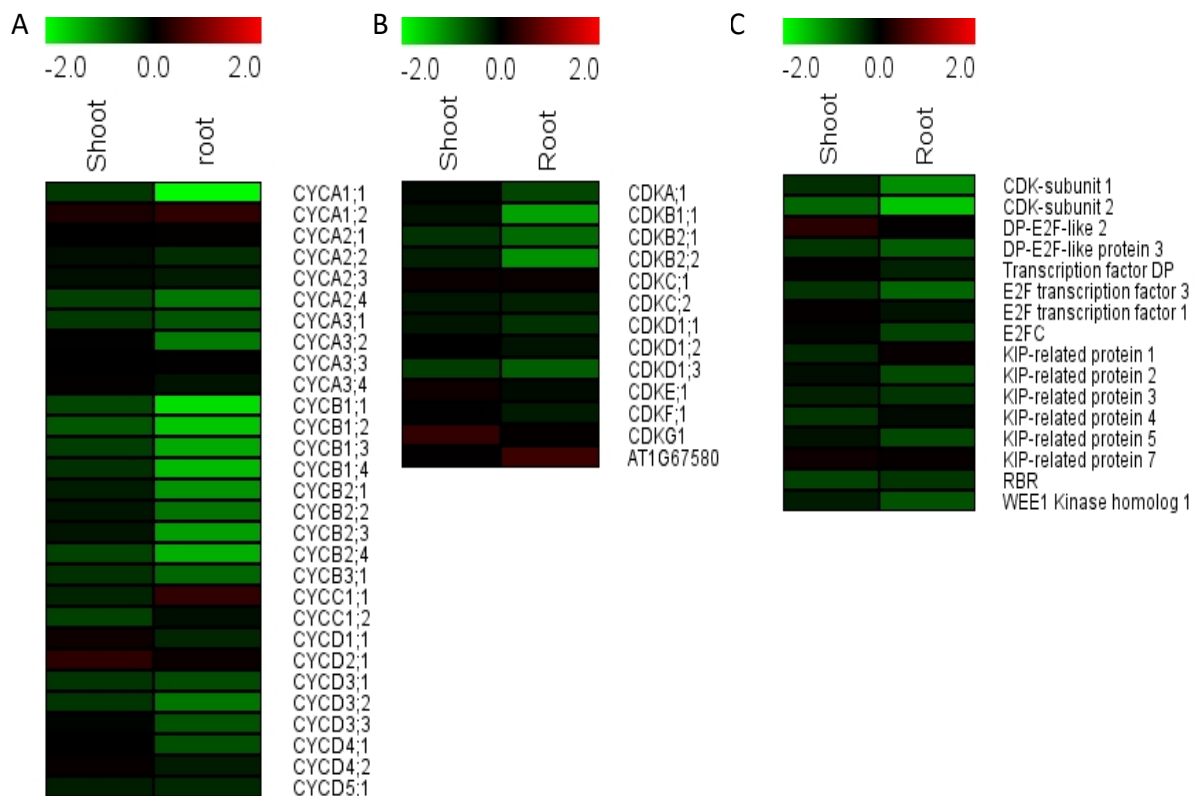 A
-2.0 0.0 2.0
Shoot root
CYCA1;1
CYCA1;2
CYCA2;1
CYCA2;2
CYCA2;3
CYCA2;4
CYCA3;1
CYCA3;2
CYCA3;3
CYCA3;4
CYCB1;1
CYCB1;2
CYCB1;3
CYCB1;4
CYCB2;1
CYCB2;2
CYCB2;3
CYCB2;4
CYCB3;1
CYCC1;1
CYCC1;2
CYCD1;1
CYCD2;1
CYCD3;1
CYCD3;2
CYCD3;3
CYCD4;1
CYCD4;2
CYCD5;1
B
-2.0 0.0 2.0
Shoot Root
CDKA;1
CDKB1;1
CDKB2;1
CDKB2;2
CDKC;1
CDKC;2
CDKD1;1
CDKD1;2
CDKD1;3
CDKE;1
CDKF;1
CDKG1
AT1G67580
C
-2.0 0.0 2.0
Shoot Root
CDK-subunit 1
CDK-subunit 2
DP-E2F-like 2
DP-E2F-like protein 3
Transcription factor DP
E2F transcription factor 3
E2F transcription factor 1
E2FC
KIP-related protein 1
KIP-related protein 2
KIP-related protein 3
KIP-related protein 4
KIP-related protein 5
KIP-related protein 7
RBR
WEE1 Kinase homolog 1